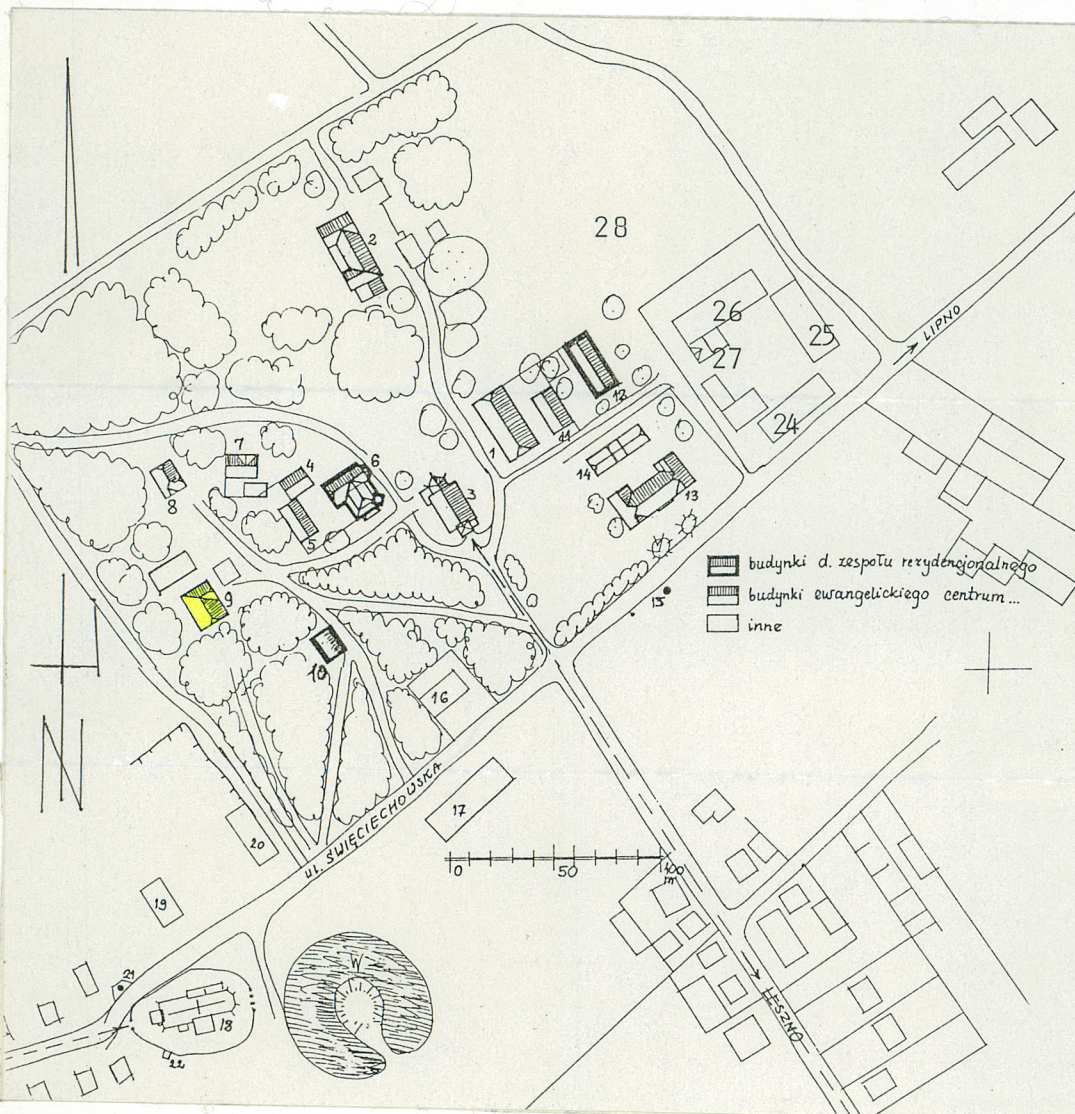 28
2
26
25
27
LIPNO
12
11
1
24
7
4
6
14
3
13
8
5
budynki d. zespołu rezydencjonalnego
9
budynki ewangelickiego centrum...
15
inne
10
16
UL. ŚWIĘCIECHOWSKA
17
20
0 50 100
m
19
W
21
18
LESZNO
22
N